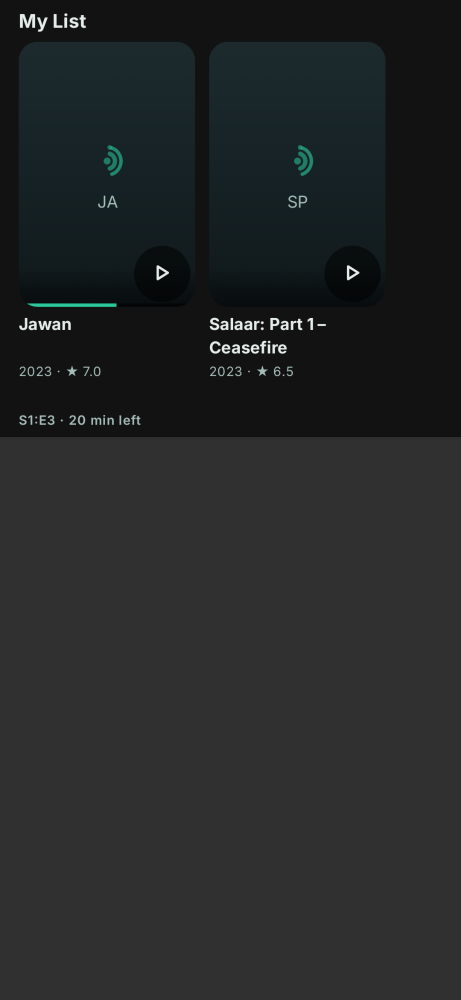 My List
JA
SP
Jawan
2023 · ★ 7.0
Salaar: Part 1 –
Ceasefire
2023 · ★ 6.5
S1:E3 · 20 min left